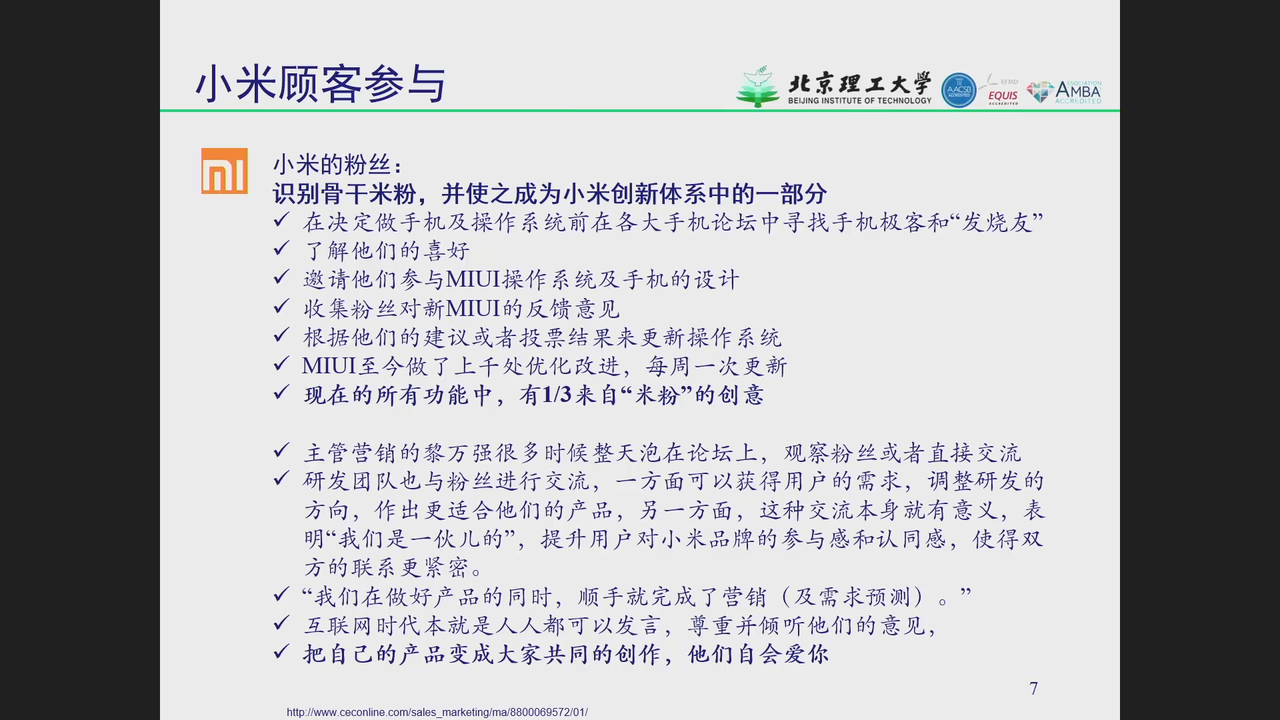 小米顾客参与
北京理工大学
BEIJING INSTITUTE OF TECHNOLOGY
AACSB
ACCREDITED
EFMD
EQUIS
ACCREDITED
ASSOCIATION
AMBA
ACCREDITED
小米的粉丝：
识别骨干米粉，并使之成为小米创新体系中的一部分
✓ 在决定做手机及操作系统前在各大手机论坛中寻找手机极客和“发烧友”
✓ 了解他们的喜好
✓ 邀请他们参与MIUI操作系统及手机的设计
✓ 收集粉丝对新MIUI的反馈意见
✓ 根据他们的建议或者投票结果来更新操作系统
✓ MIUI至今做了上千处优化改进，每周一次更新
✓ 现在的所有功能中，有1/3来自“米粉”的创意
✓ 主管营销的黎万强很多时候整天泡在论坛上，观察粉丝或者直接交流
✓ 研发团队也与粉丝进行交流，一方面可以获得用户的需求，调整研发的
方向，作出更适合他们的产品，另一方面，这种交流本身就有意义，表
明“我们是一伙儿的”，提升用户对小米品牌的参与感和认同感，使得双
方的联系更紧密。
✓ “我们在做好产品的同时，顺手就完成了营销（及需求预测）。”
✓ 互联网时代本就是人人都可以发言，尊重并倾听他们的意见，
✓ 把自己的产品变成大家共同的创作，他们自会爱你
7
http://www.ceconline.com/sales_marketing/ma/8800069572/01/